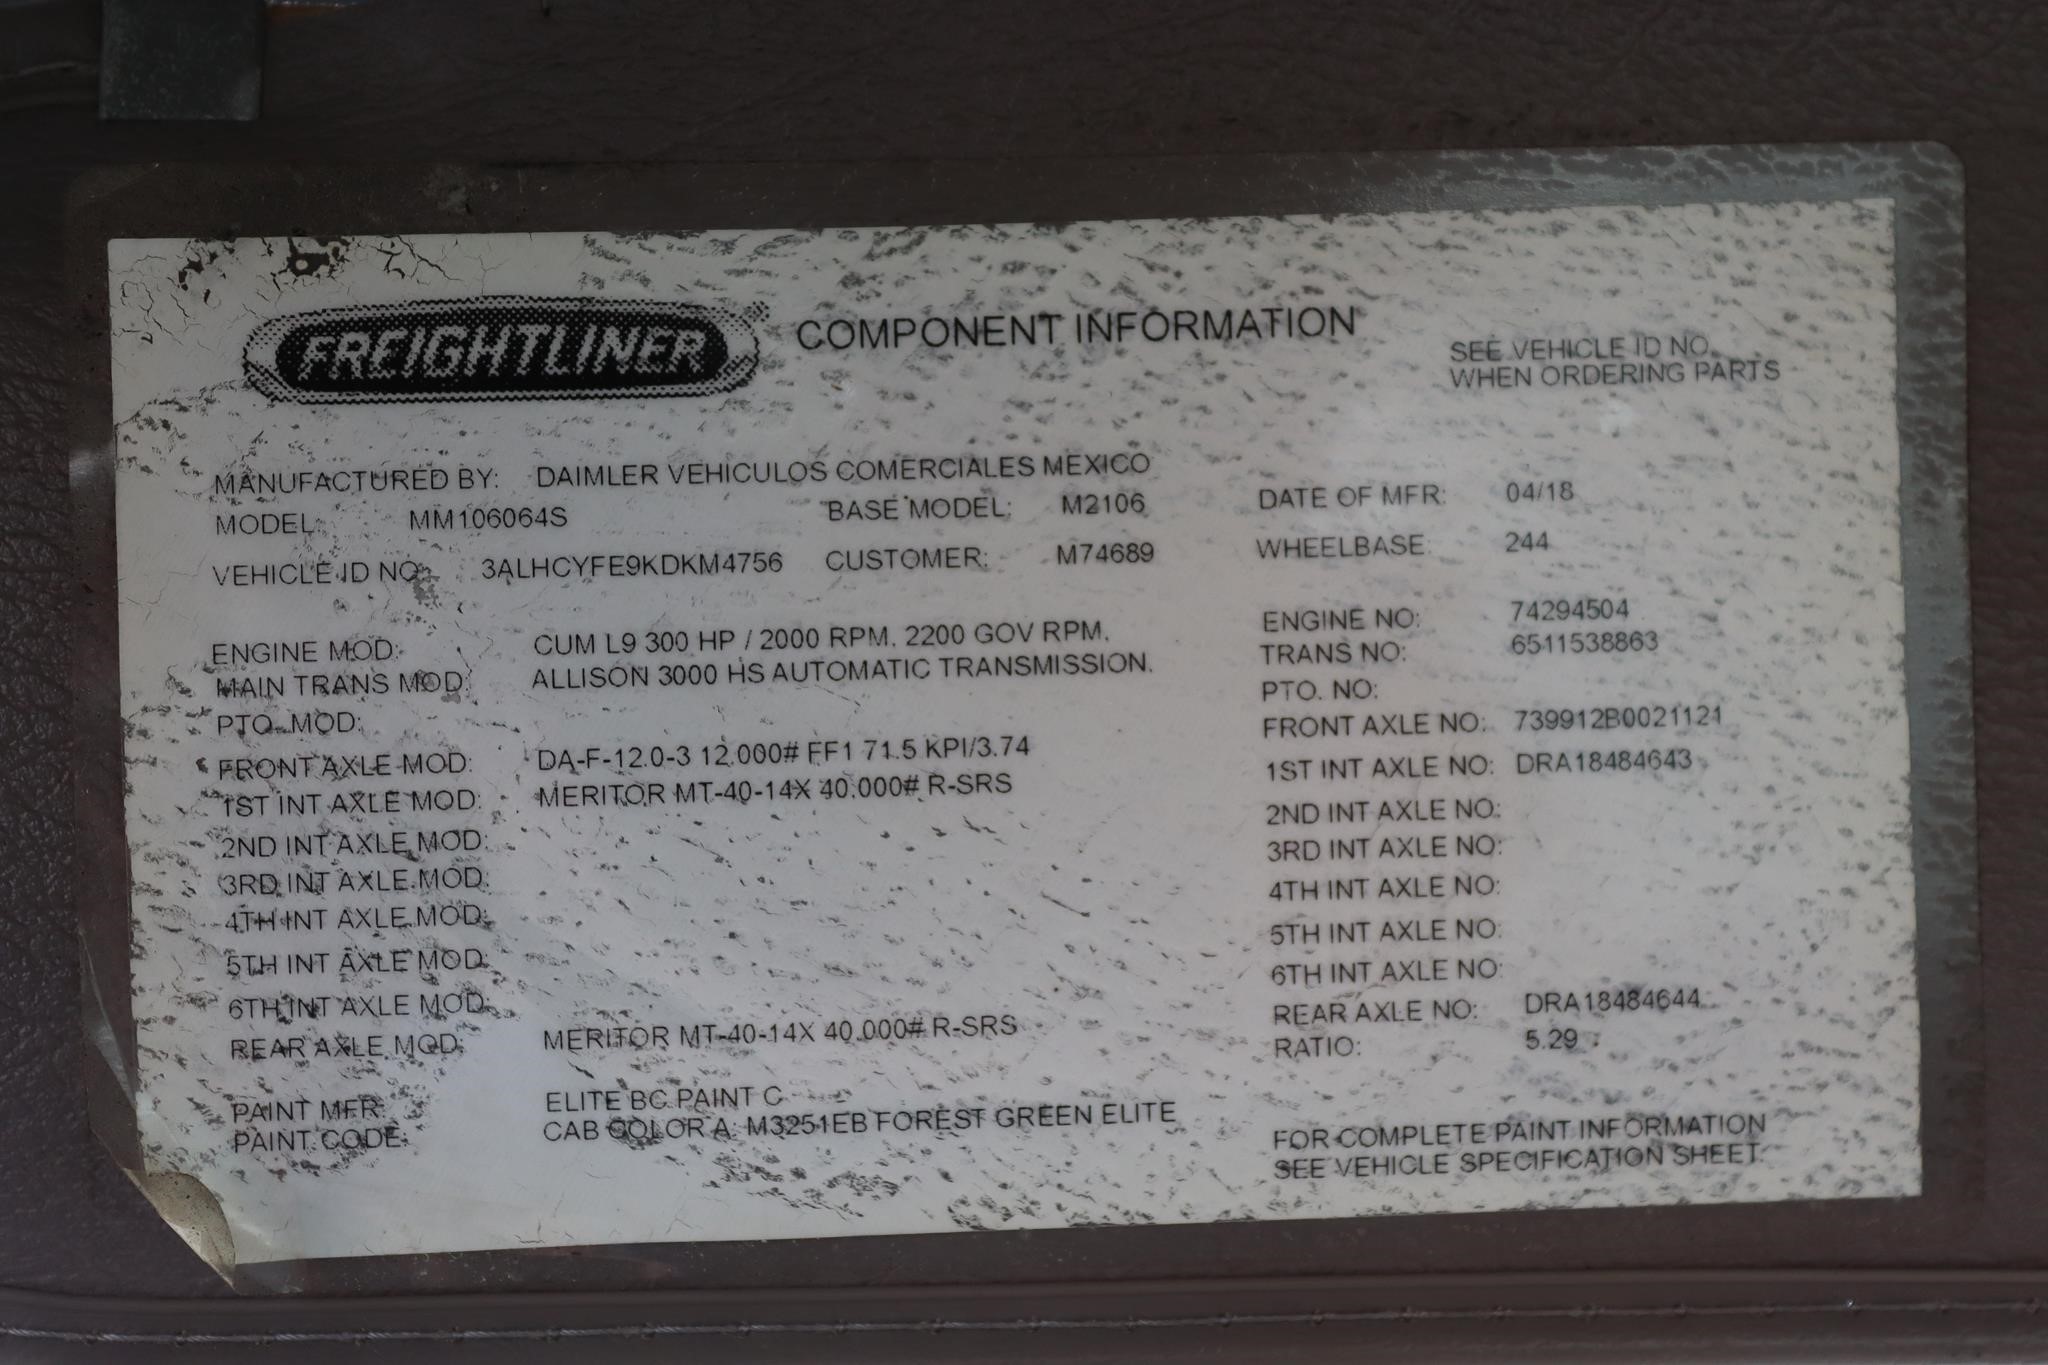 FREIGHTLINER COMPONENT INFORMATION
SEE VEHICLE ID NO.
WHEN ORDERING PARTS
MANUFACTURED BY: DAIMLER VEHICULOS COMERCIALES MEXICO
MODEL: MM106064S BASE MODEL: M2106 DATE OF MFR: 04/18
VEHICLE ID NO: 3ALHCYFE9KDKM4756 CUSTOMER: M74689 WHEELBASE: 244
ENGINE MOD: CUM L9 300 HP / 2000 RPM. 2200 GOV RPM. ENGINE NO: 74294504
MAIN TRANS MOD: ALLISON 3000 HS AUTOMATIC TRANSMISSION. TRANS NO: 6511538863
PTO. MOD: PTO. NO:
FRONT AXLE MOD: DA-F-12.0-3 12.000# FF1 71.5 KPI/3.74 FRONT AXLE NO: 739912B0021121
1ST INT AXLE MOD: MERITOR MT-40-14X 40.000# R-SRS 1ST INT AXLE NO: DRA18484643
2ND INT AXLE MOD: 2ND INT AXLE NO:
3RD INT AXLE MOD: 3RD INT AXLE NO:
4TH INT AXLE MOD: 4TH INT AXLE NO:
5TH INT AXLE MOD: 5TH INT AXLE NO:
6TH INT AXLE MOD: 6TH INT AXLE NO:
REAR AXLE MOD: MERITOR MT-40-14X 40.000# R-SRS REAR AXLE NO: DRA18484644
RATIO: 5.29
PAINT MFR: ELITE BC PAINT C
PAINT CODE: CAB COLOR A: M3251EB FOREST GREEN ELITE
FOR COMPLETE PAINT INFORMATION
SEE VEHICLE SPECIFICATION SHEET.